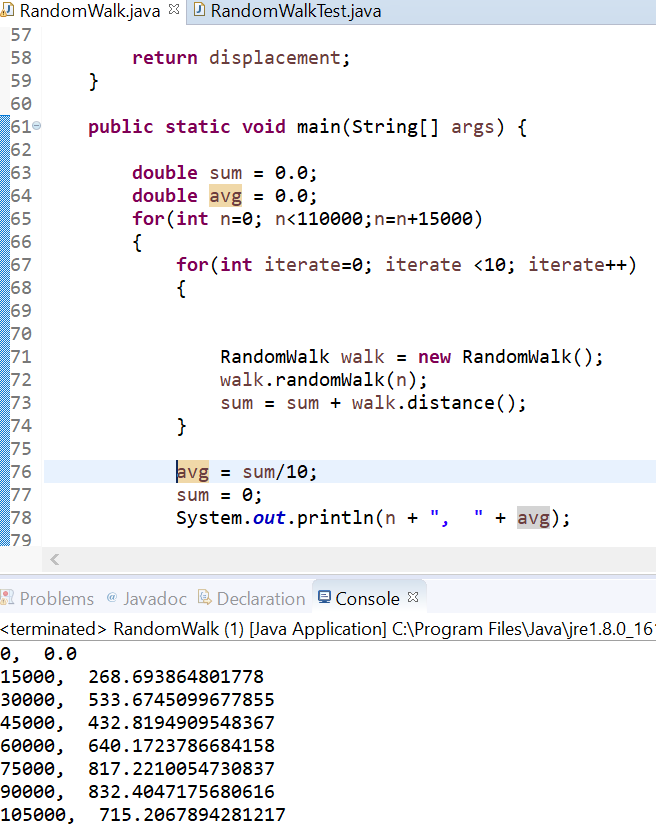 RandomWalk.java RandomWalkTest.java
57
58 return displacement;
59 }
60
61 public static void main(String[] args) {
62
63 double sum = 0.0;
64 double avg = 0.0;
65 for(int n=0; n<110000;n=n+15000)
66 {
67 for(int iterate=0; iterate <10; iterate++)
68 {
69
70
71 RandomWalk walk = new RandomWalk();
72 walk.randomWalk(n);
73 sum = sum + walk.distance();
74 }
75
76 avg = sum/10;
77 sum = 0;
78 System.out.println(n + ",  " + avg);
79
Problems @ Javadoc Declaration Console
<terminated> RandomWalk (1) [Java Application] C:\Program Files\Java\jre1.8.0_16
0,  0.0
15000,  268.693864801778
30000,  533.6745099677855
45000,  432.8194909548367
60000,  640.1723786684158
75000,  817.2210054730837
90000,  832.4047175680616
105000,  715.2067894281217